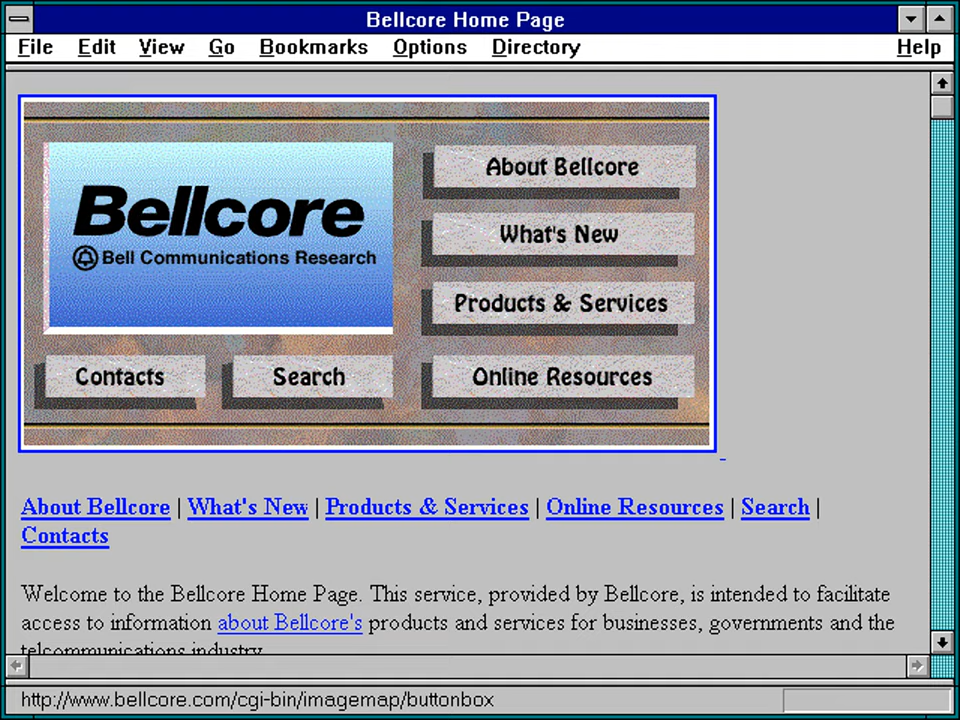 Bellcore Home Page
File Edit View Go Bookmarks Options Directory Help
Bellcore
Bell Communications Research
About Bellcore
What's New
Products & Services
Contacts
Search
Online Resources
About Bellcore | What's New | Products & Services | Online Resources | Search |
Contacts
Welcome to the Bellcore Home Page. This service, provided by Bellcore, is intended to facilitate
access to information about Bellcore's products and services for businesses, governments and the
telcommunications industry.
http://www.bellcore.com/cgi-bin/imagemap/buttonbox